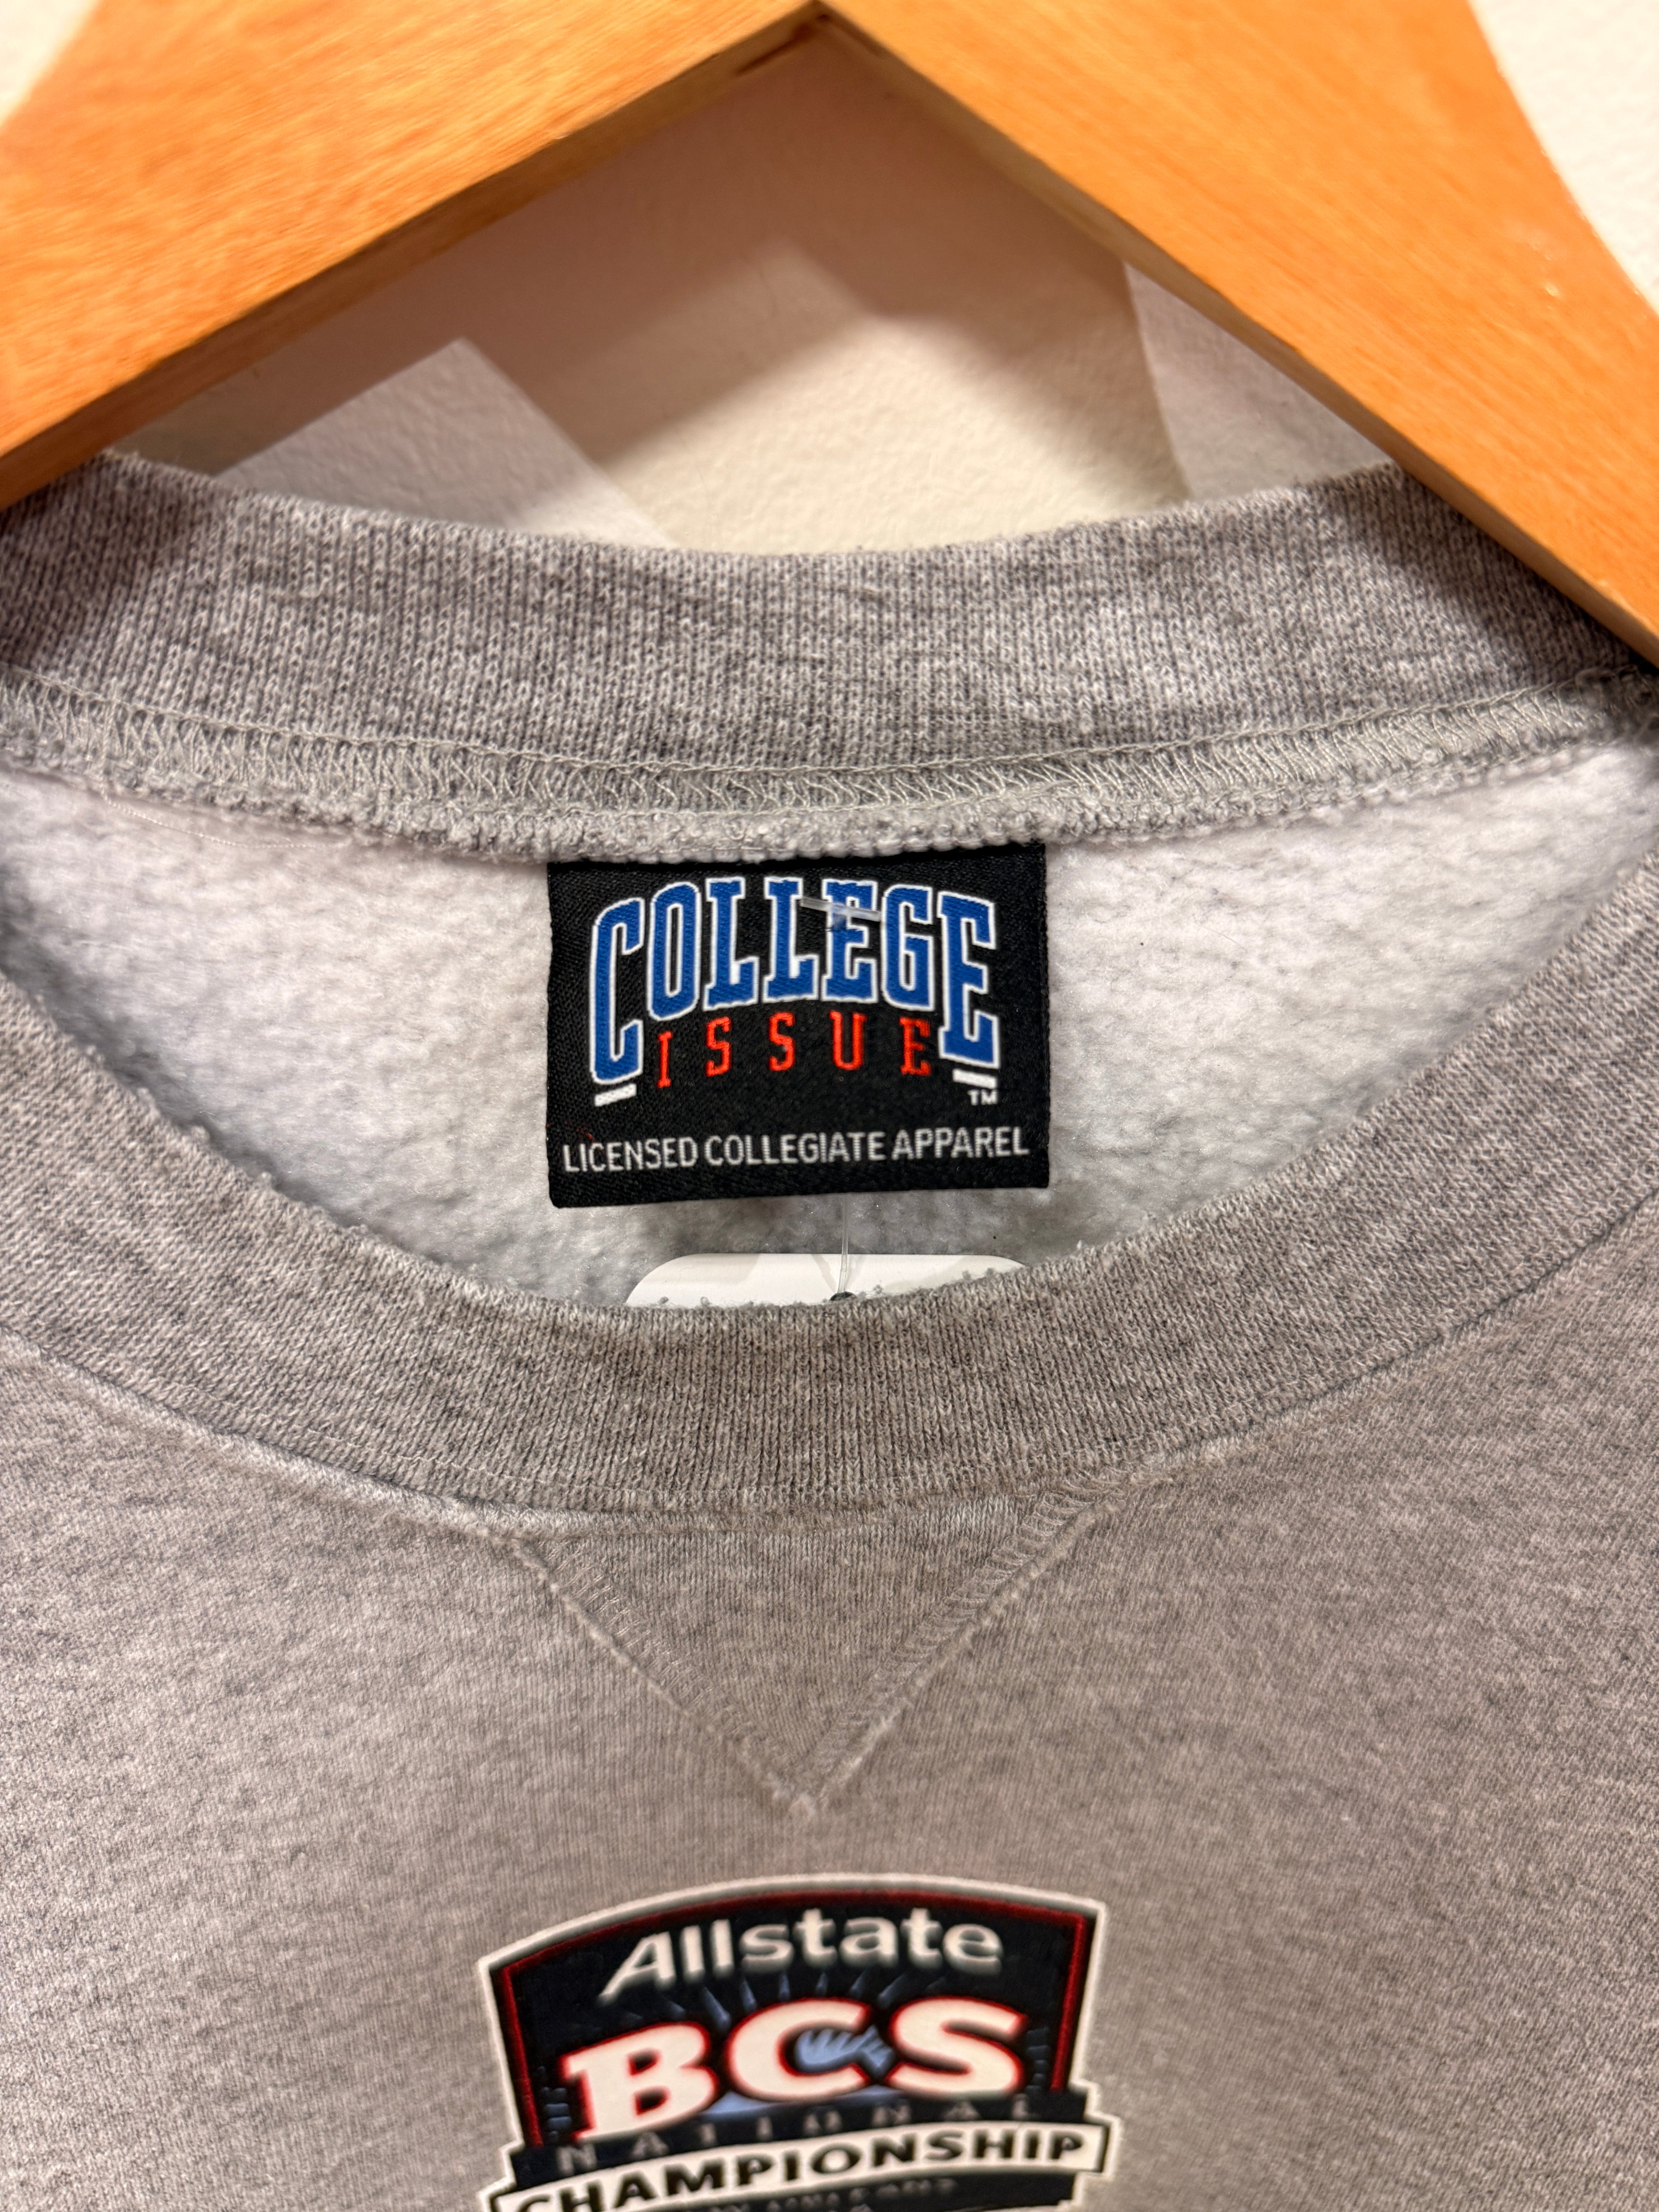 COLLEGE
ISSUE
TM
LICENSED COLLEGIATE APPAREL
Allstate
BCS
NATIONAL
CHAMPIONSHIP